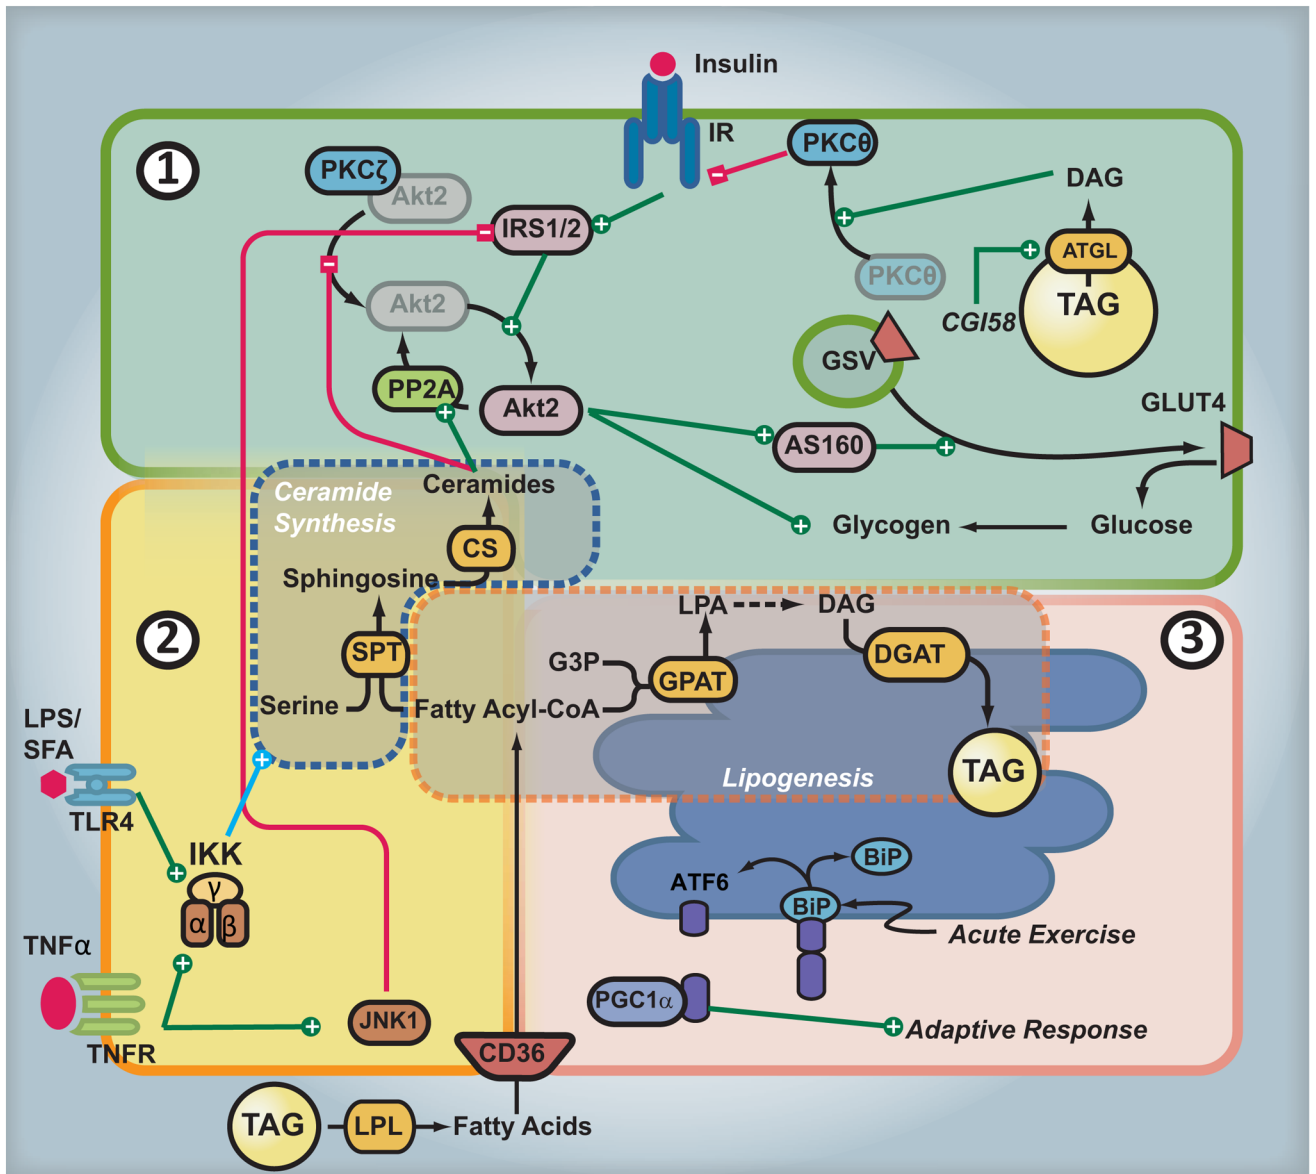 Insulin
IR
1
PKCζ
Akt2
IRS1/2
PKCθ
DAG
ATGL
TAG
CGI58
PKCθ
Akt2
GSV
PP2A
Akt2
AS160
GLUT4
Ceramides
Glycogen
Glucose
Ceramide
Synthesis
CS
Sphingosine
2
SPT
Serine
Fatty Acyl-CoA
G3P
GPAT
LPA
DAG
DGAT
3
TAG
Lipogenesis
LPS/
SFA
TLR4
IKK
γ
α
β
TNFα
TNFR
JNK1
CD36
ATF6
BiP
BiP
Acute Exercise
PGC1α
Adaptive Response
TAG
LPL
Fatty Acids